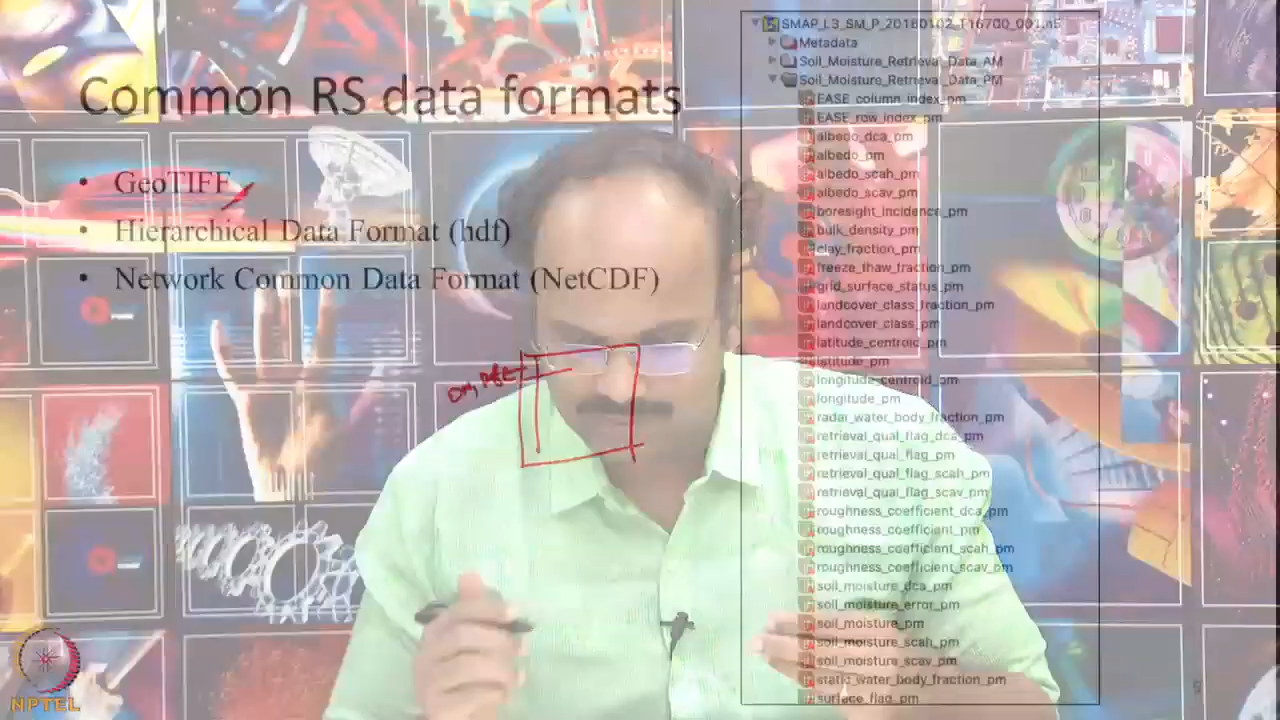 Common RS data formats
• GeoTIFF
• Hierarchical Data Format (hdf)
• Network Common Data Format (NetCDF)
SMAP_L3_SM_P_20180102_
Metadata
Soil_Moisture_Retrieval_Data_AM
Soil_Moisture_Retrieval_Data_PM
EASE_column_index_pm
EASE_row_index_pm
albedo_dca_pm
albedo_pm
albedo_scah_pm
albedo_scav_pm
boresight_incidence_pm
bulk_density_pm
clay_fraction_pm
freeze_thaw_fraction_pm
grid_surface_status_pm
landcover_class_fraction_pm
landcover_class_pm
latitude_centroid_pm
latitude_pm
longitude_centroid_pm
longitude_pm
radar_water_body_fraction_pm
retrieval_qual_flag_dca_pm
retrieval_qual_flag_pm
retrieval_qual_flag_scah_pm
retrieval_qual_flag_scav_pm
roughness_coefficient_dca_pm
roughness_coefficient_pm
roughness_coefficient_scah_pm
roughness_coefficient_scav_pm
soil_moisture_dca_pm
soil_moisture_error_pm
soil_moisture_pm
soil_moisture_scah_pm
soil_moisture_scav_pm
static_water_body_fraction_pm
surface_flag_pm
5
NPTEL